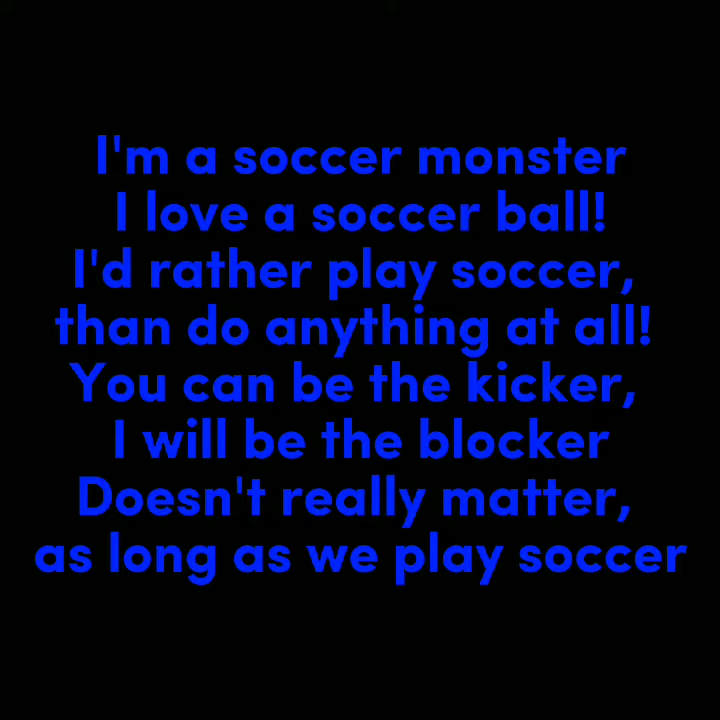 I'm a soccer monster
I love a soccer ball!
I'd rather play soccer,
than do anything at all!
You can be the kicker,
I will be the blocker
Doesn't really matter,
as long as we play soccer